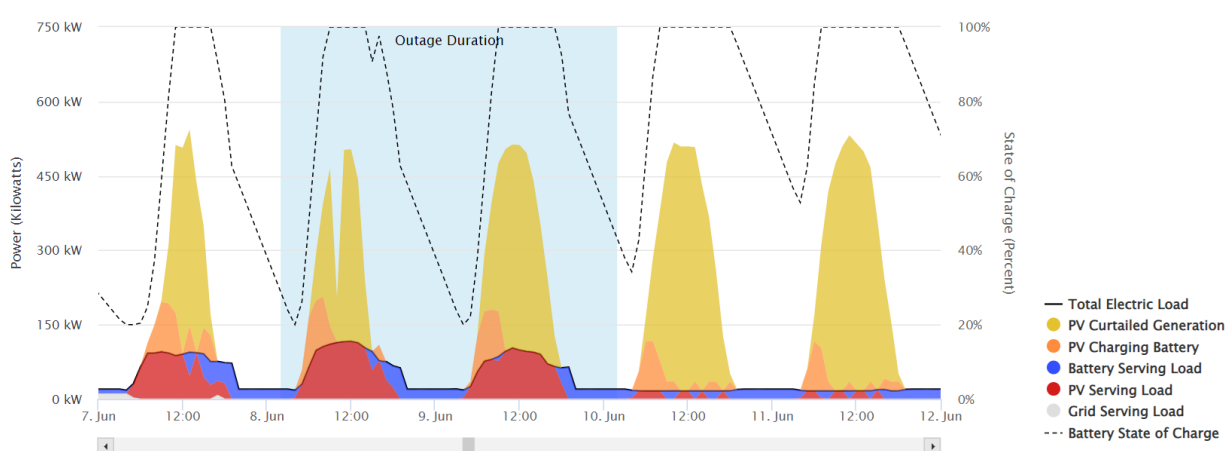 750 kW
600 kW
450 kW
300 kW
150 kW
0 kW
Power (Kilowatts)
Outage Duration
100%
80%
60%
40%
20%
0%
State of Charge (Percent)
7. Jun
12:00
8. Jun
12:00
9. Jun
12:00
10. Jun
12:00
11. Jun
12:00
12. Jun
Total Electric Load
PV Curtailed Generation
PV Charging Battery
Battery Serving Load
PV Serving Load
Grid Serving Load
Battery State of Charge